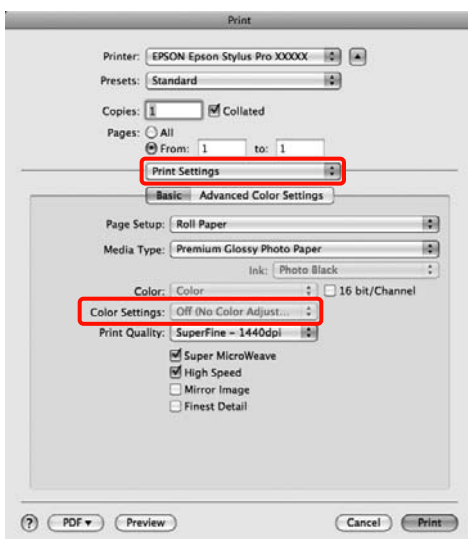 Print
Printer: EPSON Epson Stylus Pro XXXXX
Presets: Standard
Copies: 1 Collated
Pages: All
From: 1 to: 1
Print Settings
Basic Advanced Color Settings
Page Setup: Roll Paper
Media Type: Premium Glossy Photo Paper
Ink: Photo Black
Color: Color 16 bit/Channel
Color Settings: Off (No Color Adjust...
Print Quality: SuperFine - 1440dpi
Super MicroWeave
High Speed
Mirror Image
Finest Detail
? PDF Preview Cancel Print